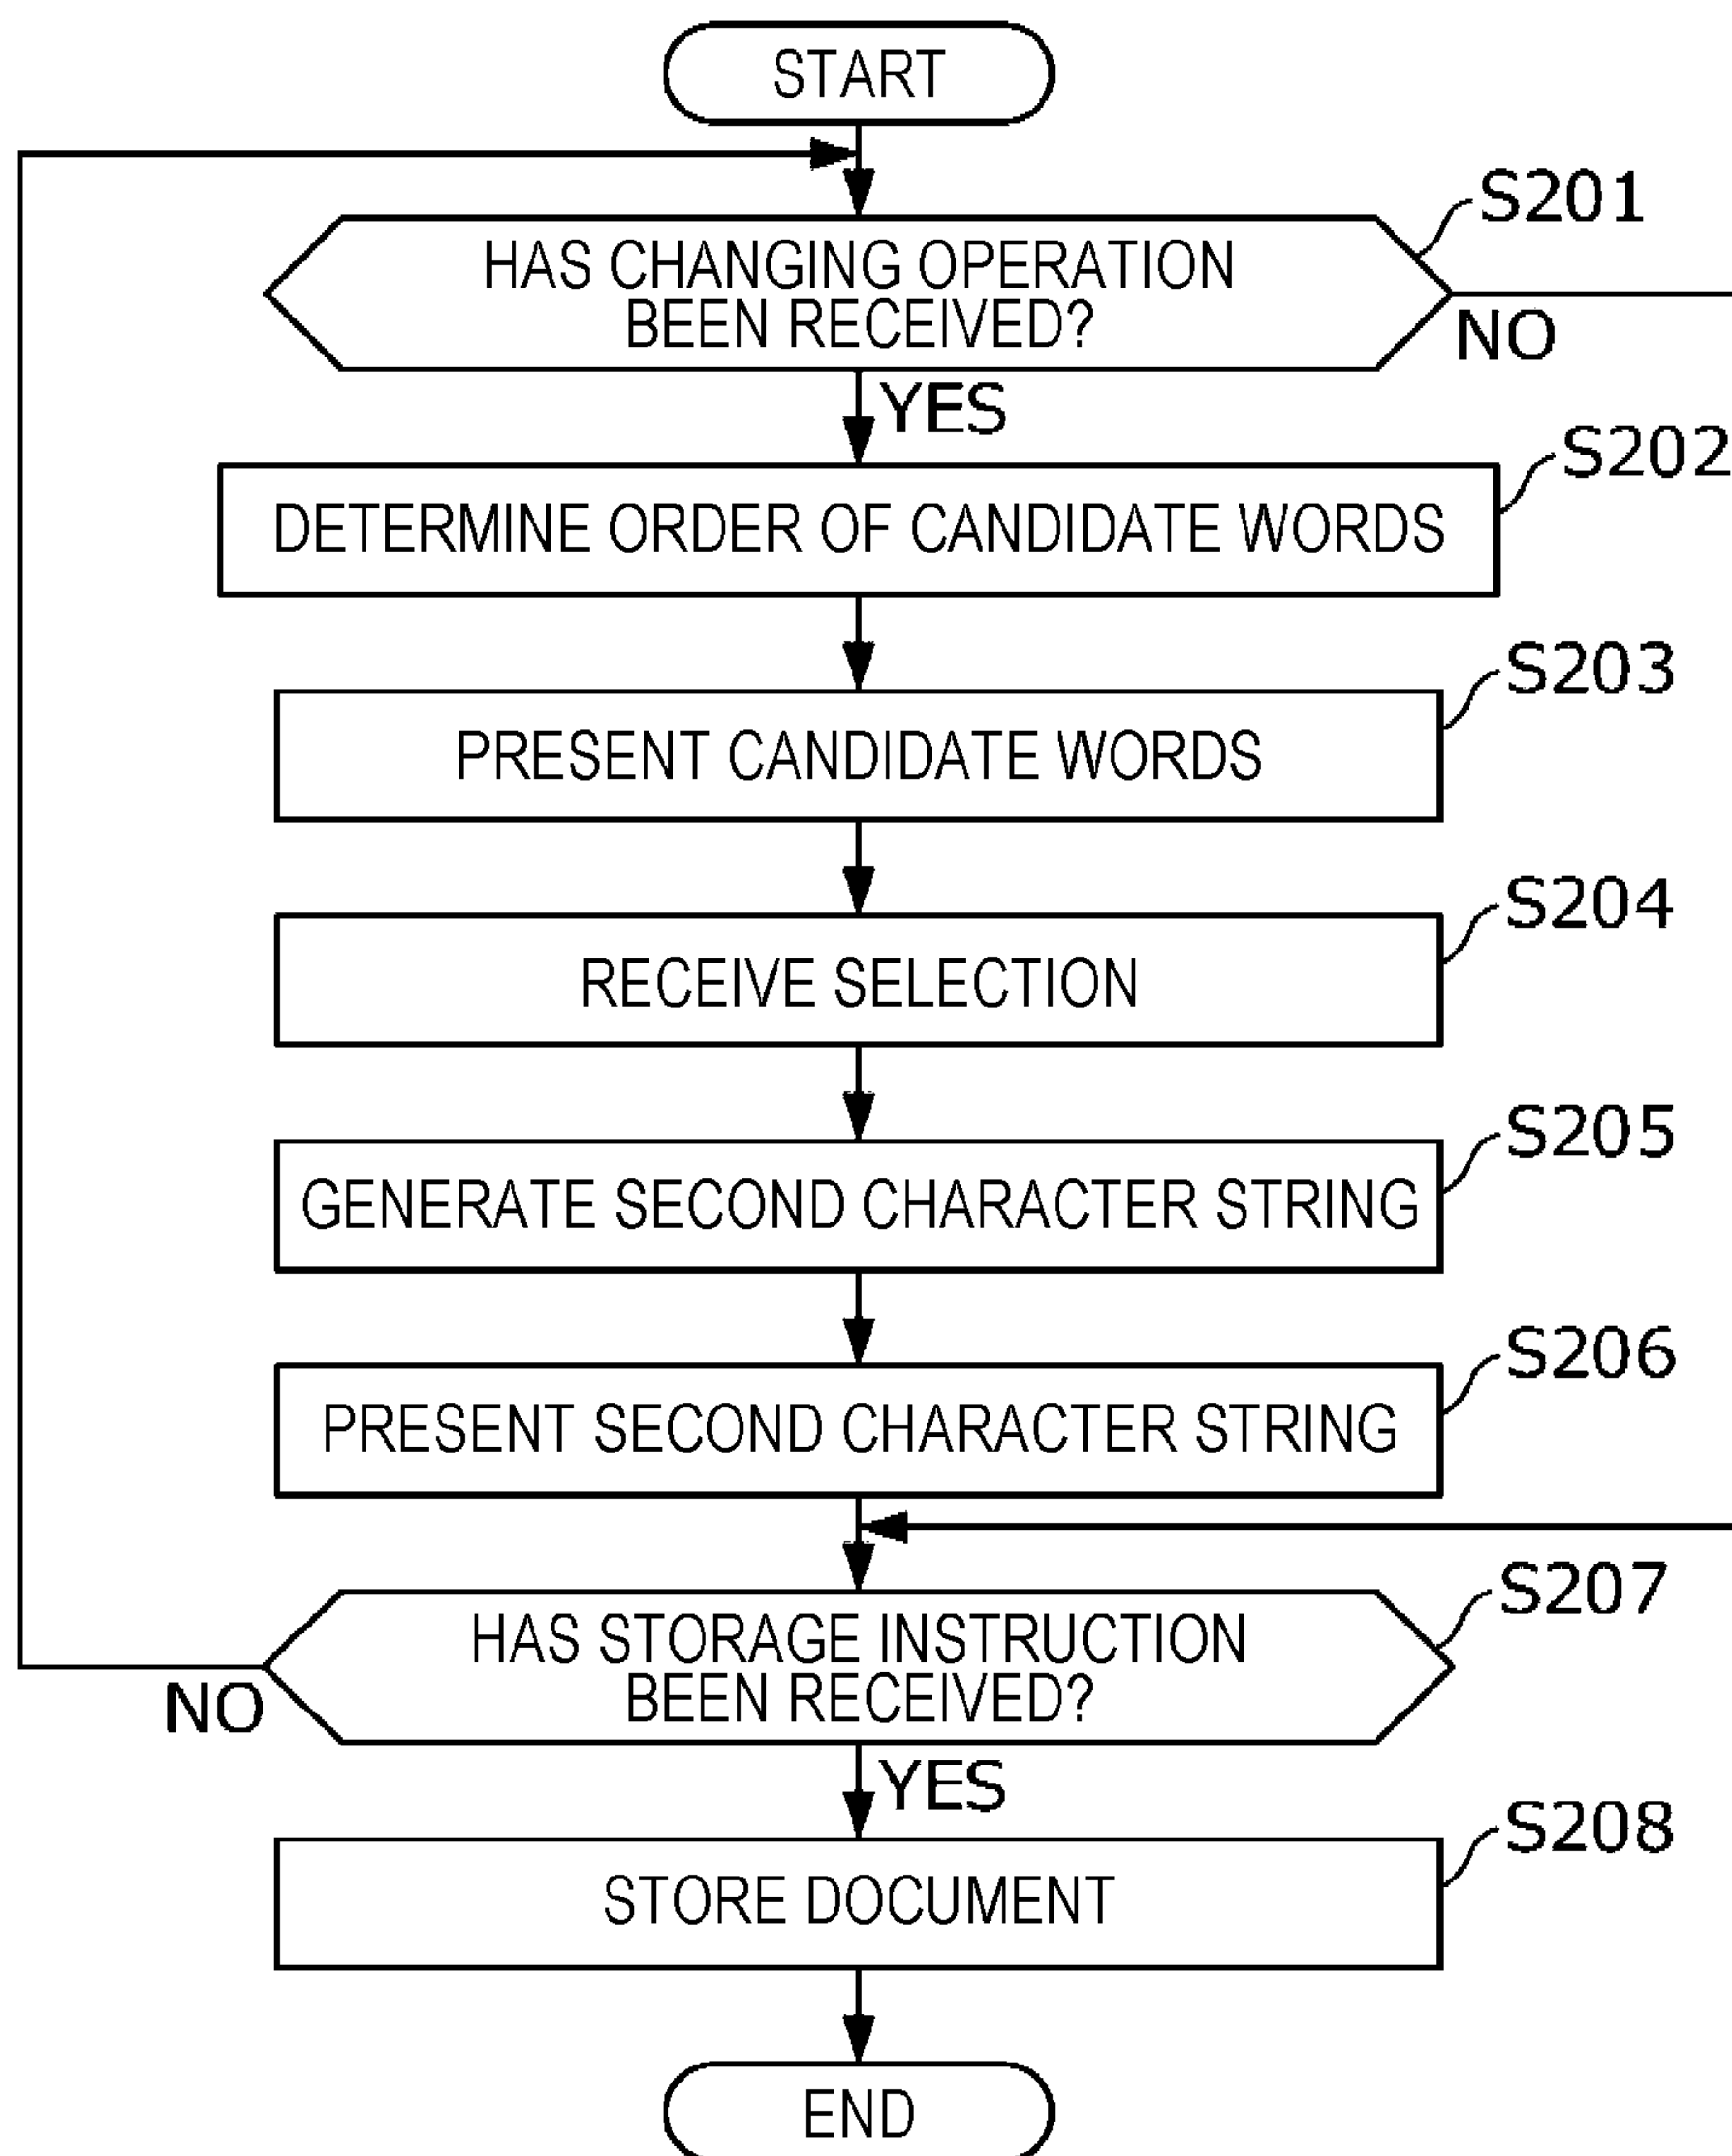 START
S201
HAS CHANGING OPERATION
BEEN RECEIVED?
NO
YES
S202
DETERMINE ORDER OF CANDIDATE WORDS
S203
PRESENT CANDIDATE WORDS
S204
RECEIVE SELECTION
S205
GENERATE SECOND CHARACTER STRING
S206
PRESENT SECOND CHARACTER STRING
S207
HAS STORAGE INSTRUCTION
BEEN RECEIVED?
NO
YES
S208
STORE DOCUMENT
END